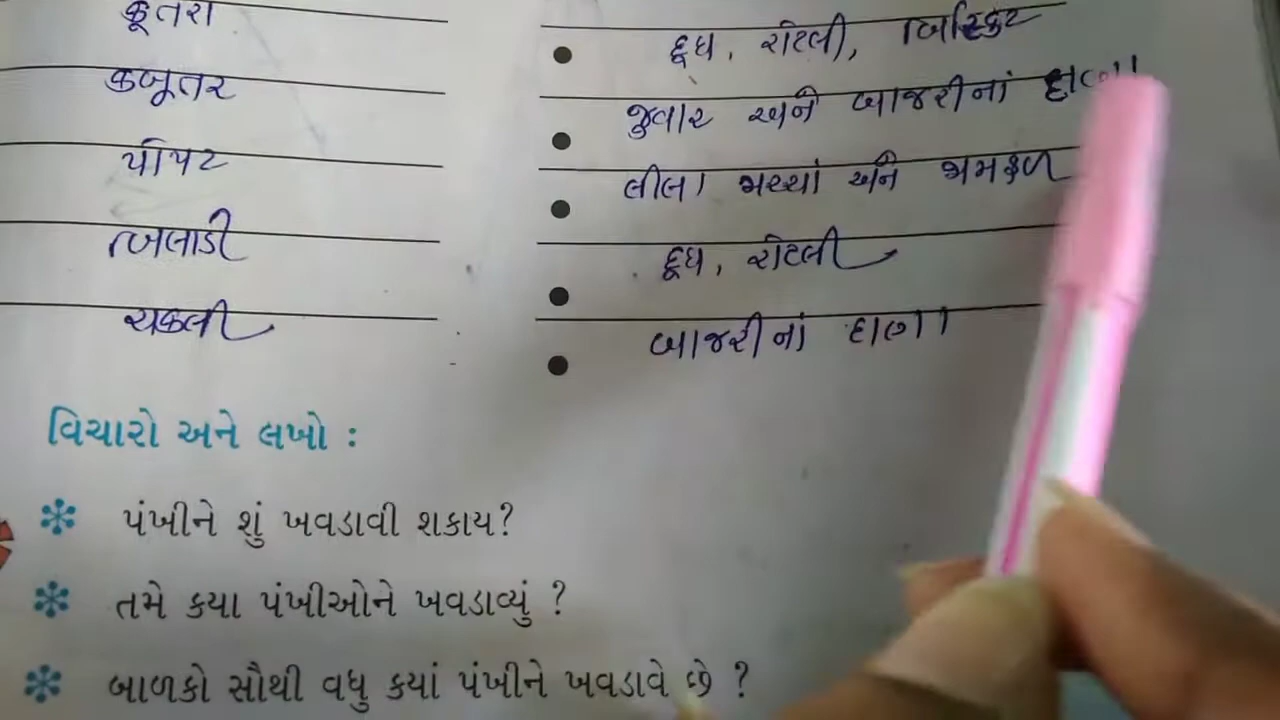 કૂતરા દૂધ, રોટલી, બિસ્કુટ
કબૂતર જુવાર અને બાજરીનાં દાણા
પોપટ લીલા મરચાં અને જામફળ
બિલાડી દૂધ, રોટલી
ચકલી બાજરીનાં દાણા
વિચારો અને લખો :
પંખીને શું ખવડાવી શકાય?
તમે કયા પંખીઓને ખવડાવ્યું ?
બાળકો સૌથી વધુ કયાં પંખીને ખવડાવે છે ?